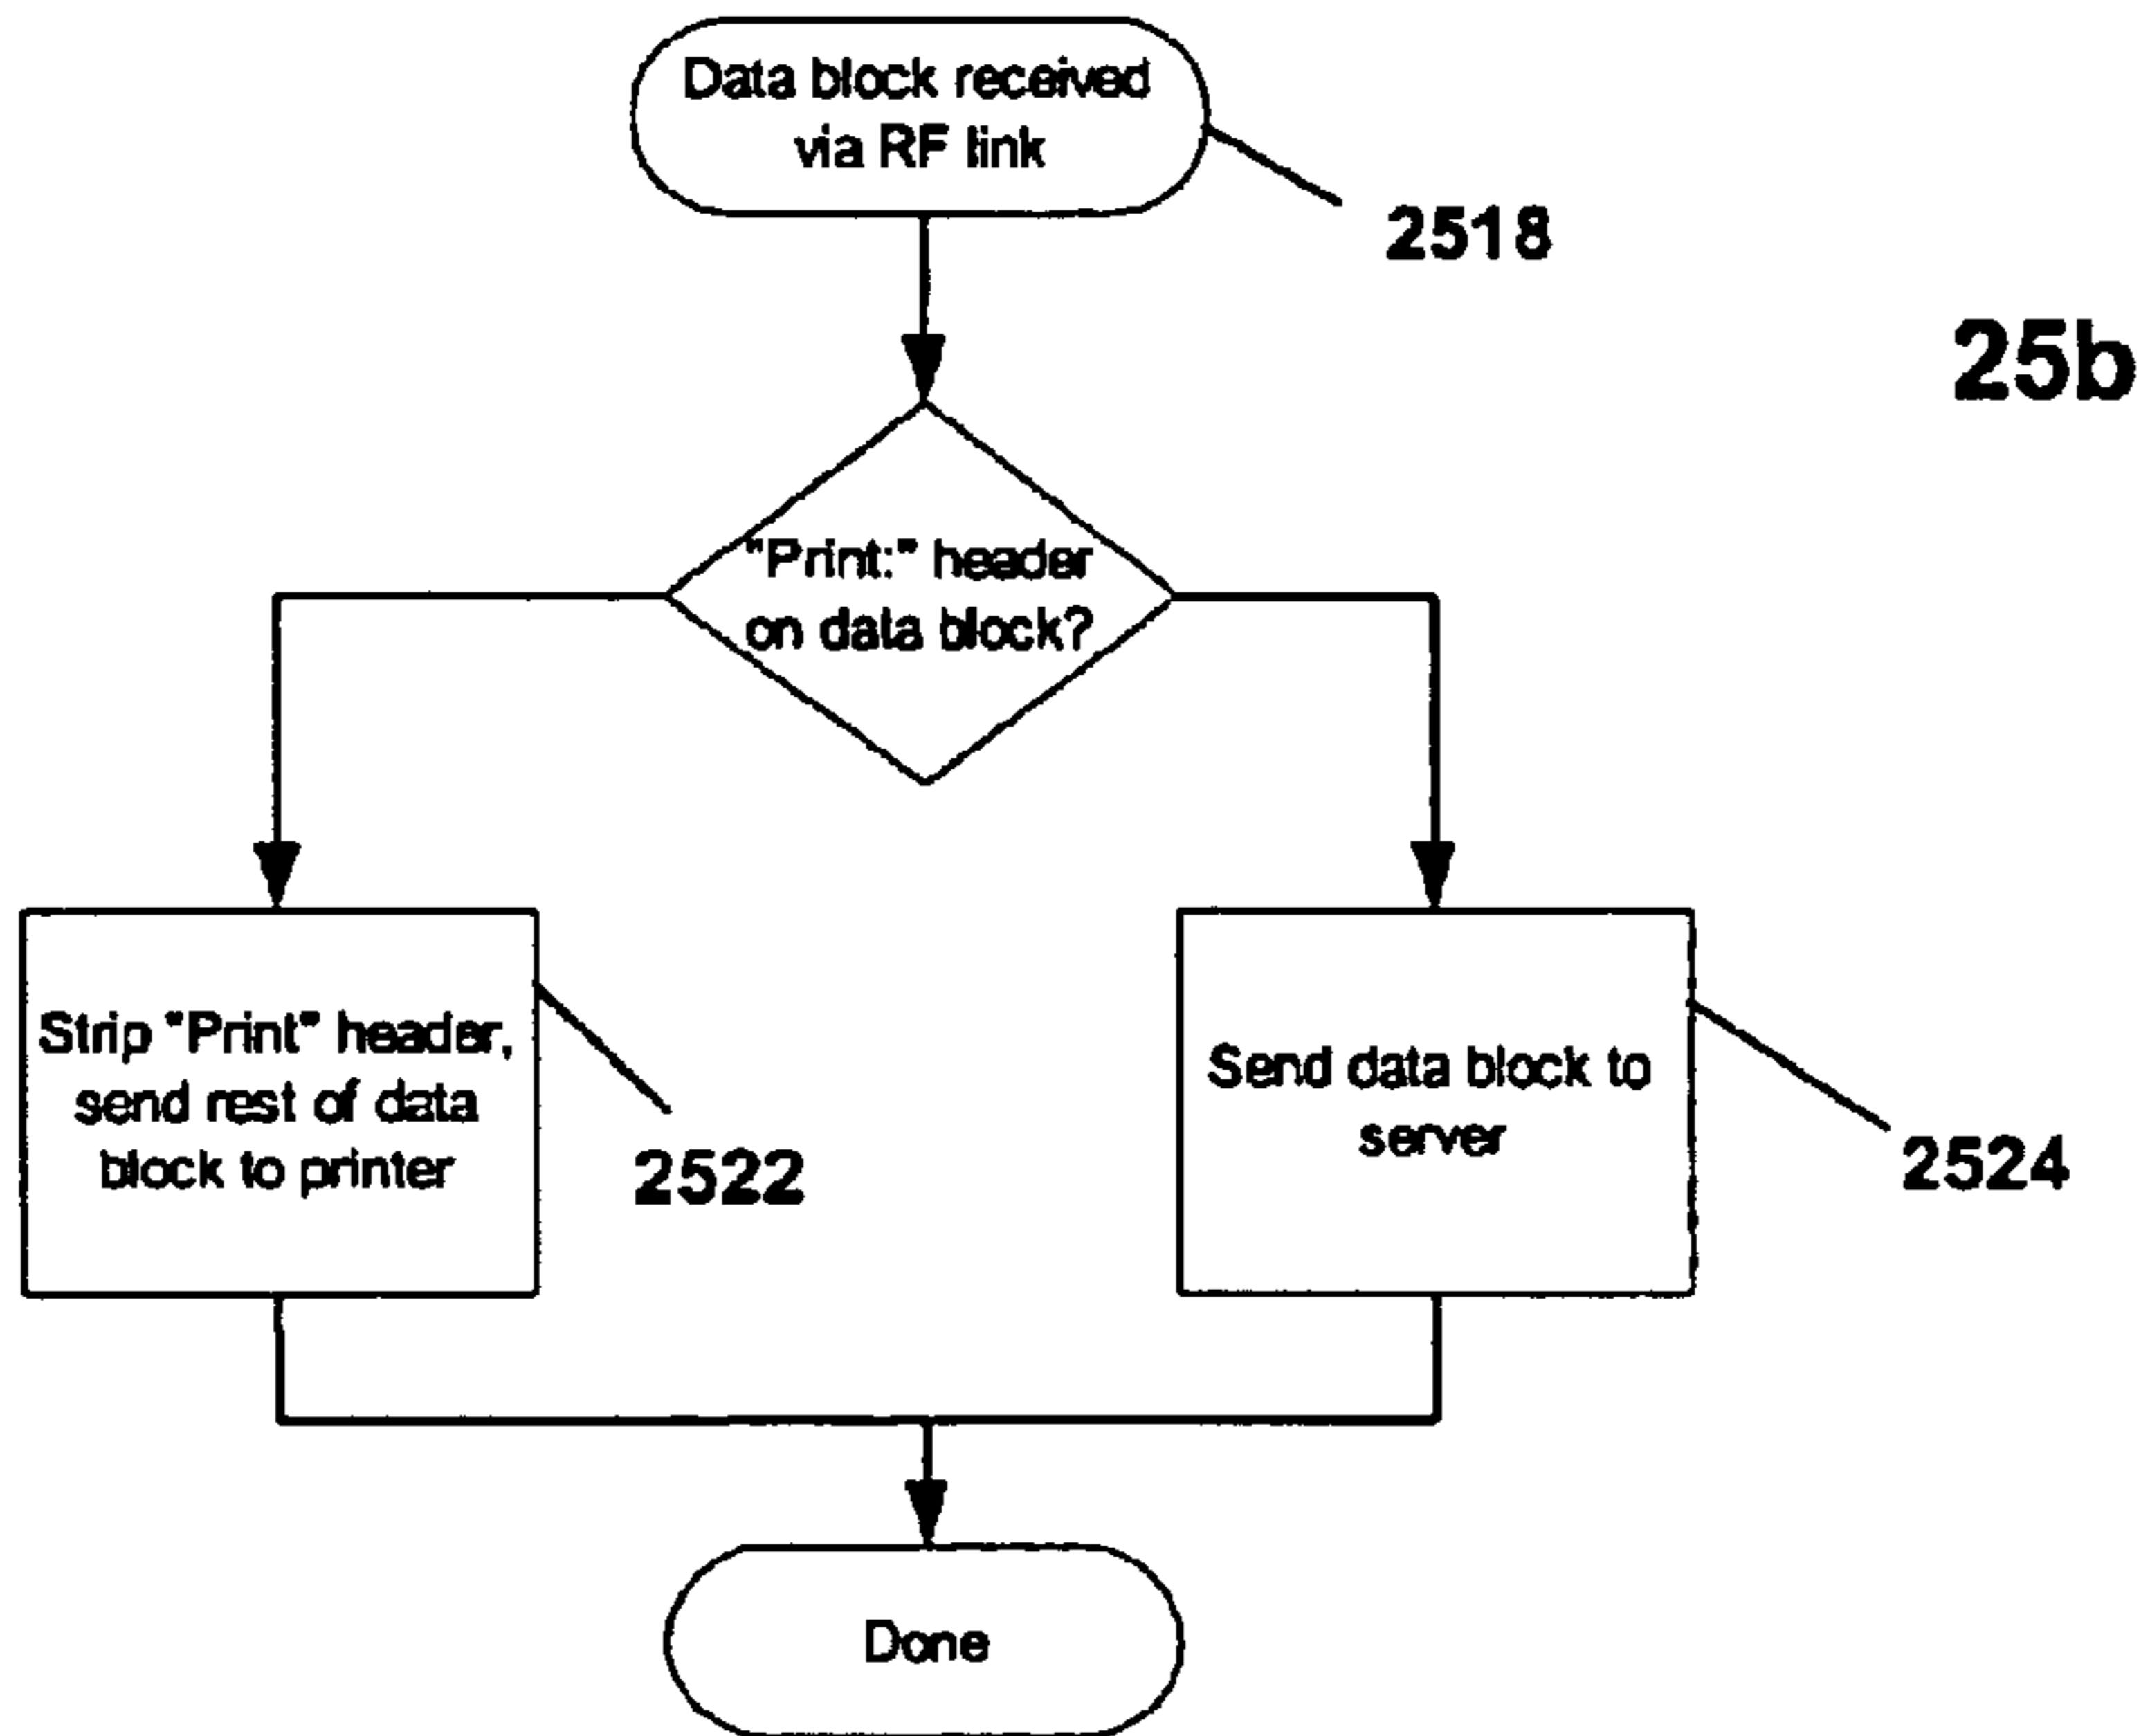 Data block received
via RF link
2518
25b
"Print:" header
on data block?
Strip "Print" header,
send rest of data
block to printer
2522
Send data block to
server
2524
Done